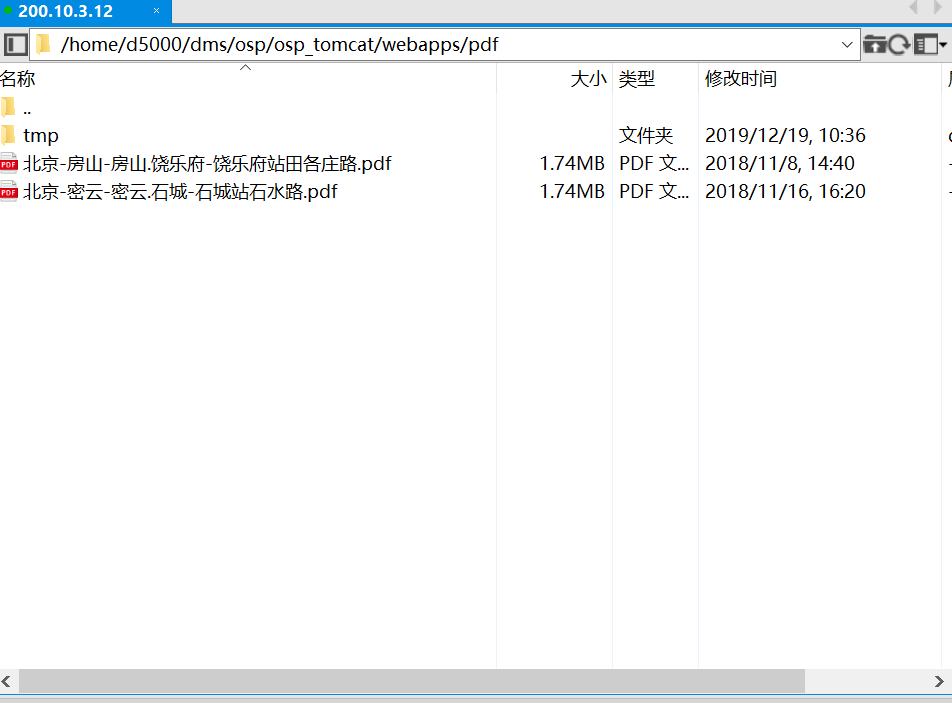 200.10.3.12
/home/d5000/dms/osp/osp_tomcat/webapps/pdf
名称 大小 类型 修改时间
..
tmp 文件夹 2019/12/19, 10:36
PDF 北京-房山-房山.饶乐府-饶乐府站田各庄路.pdf 1.74MB PDF 文... 2018/11/8, 14:40
PDF 北京-密云-密云.石城-石城站石水路.pdf 1.74MB PDF 文... 2018/11/16, 16:20